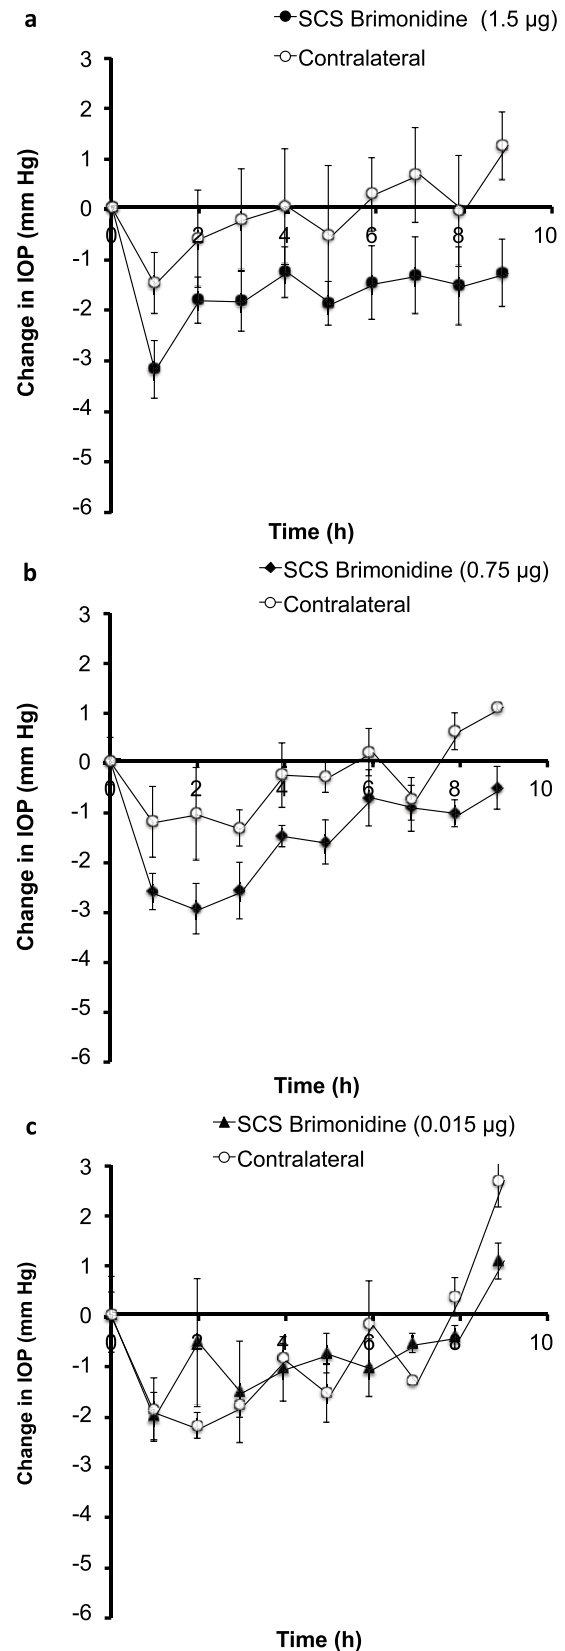 a
SCS Brimonidine (1.5 µg)
Contralateral
3
2
1
0
-1
-2
-3
-4
-5
-6
0 2 4 6 8 10
Change in IOP (mm Hg)
Time (h)
b
SCS Brimonidine (0.75 µg)
Contralateral
3
2
1
0
-1
-2
-3
-4
-5
-6
0 2 4 6 8 10
Change in IOP (mm Hg)
Time (h)
c
SCS Brimonidine (0.015 µg)
Contralateral
3
2
1
0
-1
-2
-3
-4
-5
-6
0 2 4 6 8 10
Change in IOP (mm Hg)
Time (h)